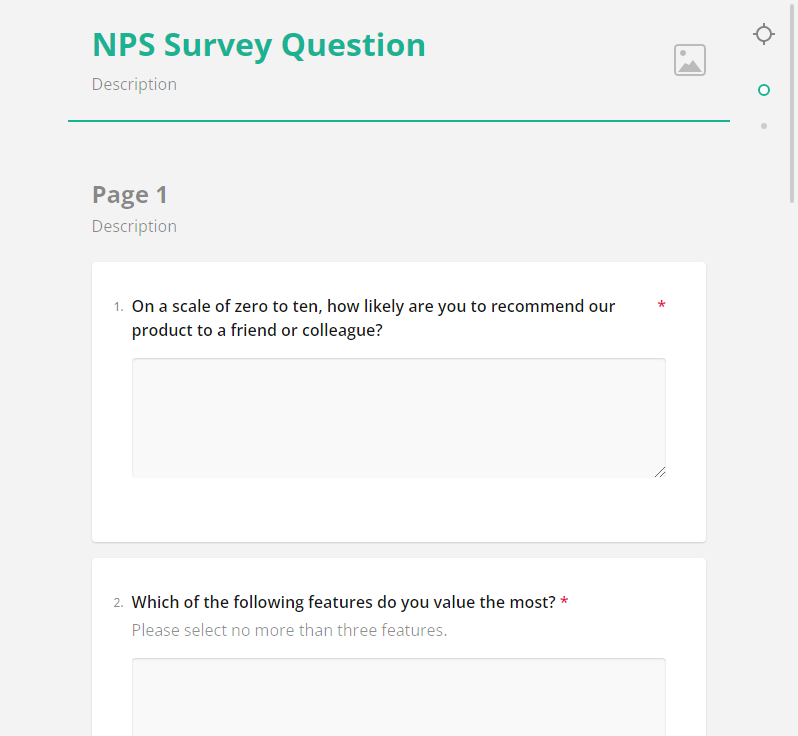 NPS Survey Question
Description
Page 1
Description
1. On a scale of zero to ten, how likely are you to recommend our *
product to a friend or colleague?
2. Which of the following features do you value the most? *
Please select no more than three features.